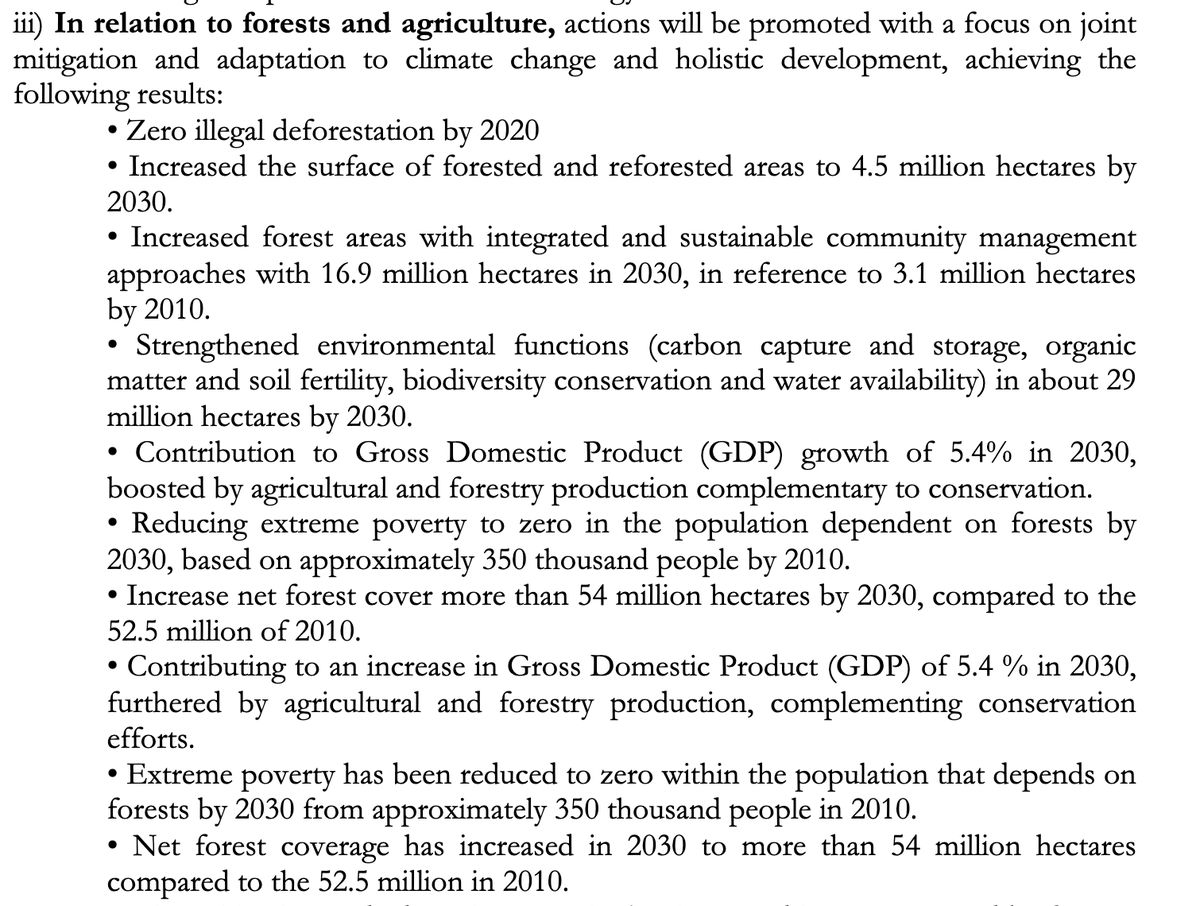 iii) In relation to forests and agriculture, actions will be promoted with a focus on joint
mitigation and adaptation to climate change and holistic development, achieving the
following results:
• Zero illegal deforestation by 2020
• Increased the surface of forested and reforested areas to 4.5 million hectares by
2030.
• Increased forest areas with integrated and sustainable community management
approaches with 16.9 million hectares in 2030, in reference to 3.1 million hectares
by 2010.
• Strengthened environmental functions (carbon capture and storage, organic
matter and soil fertility, biodiversity conservation and water availability) in about 29
million hectares by 2030.
• Contribution to Gross Domestic Product (GDP) growth of 5.4% in 2030,
boosted by agricultural and forestry production complementary to conservation.
• Reducing extreme poverty to zero in the population dependent on forests by
2030, based on approximately 350 thousand people by 2010.
• Increase net forest cover more than 54 million hectares by 2030, compared to the
52.5 million of 2010.
• Contributing to an increase in Gross Domestic Product (GDP) of 5.4 % in 2030,
furthered by agricultural and forestry production, complementing conservation
efforts.
• Extreme poverty has been reduced to zero within the population that depends on
forests by 2030 from approximately 350 thousand people in 2010.
• Net forest coverage has increased in 2030 to more than 54 million hectares
compared to the 52.5 million in 2010.